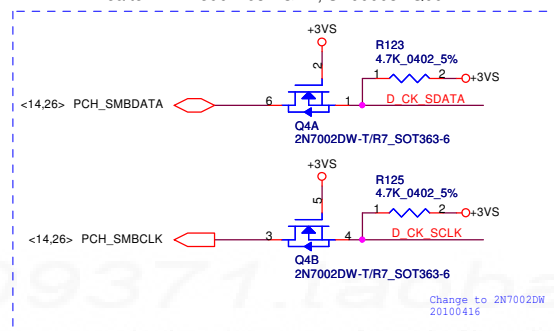 +3VS
R123
4.7K_0402_5%
2
1
2
+3VS
<14,26> PCH_SMBDATA
6
1
D_CK_SDATA
Q4A
2N7002DW-T/R7_SOT363-6
+3VS
R125
4.7K_0402_5%
5
1
2
+3VS
<14,26> PCH_SMBCLK
3
4
D_CK_SCLK
Q4B
2N7002DW-T/R7_SOT363-6
Change to 2N7002DW
20100416